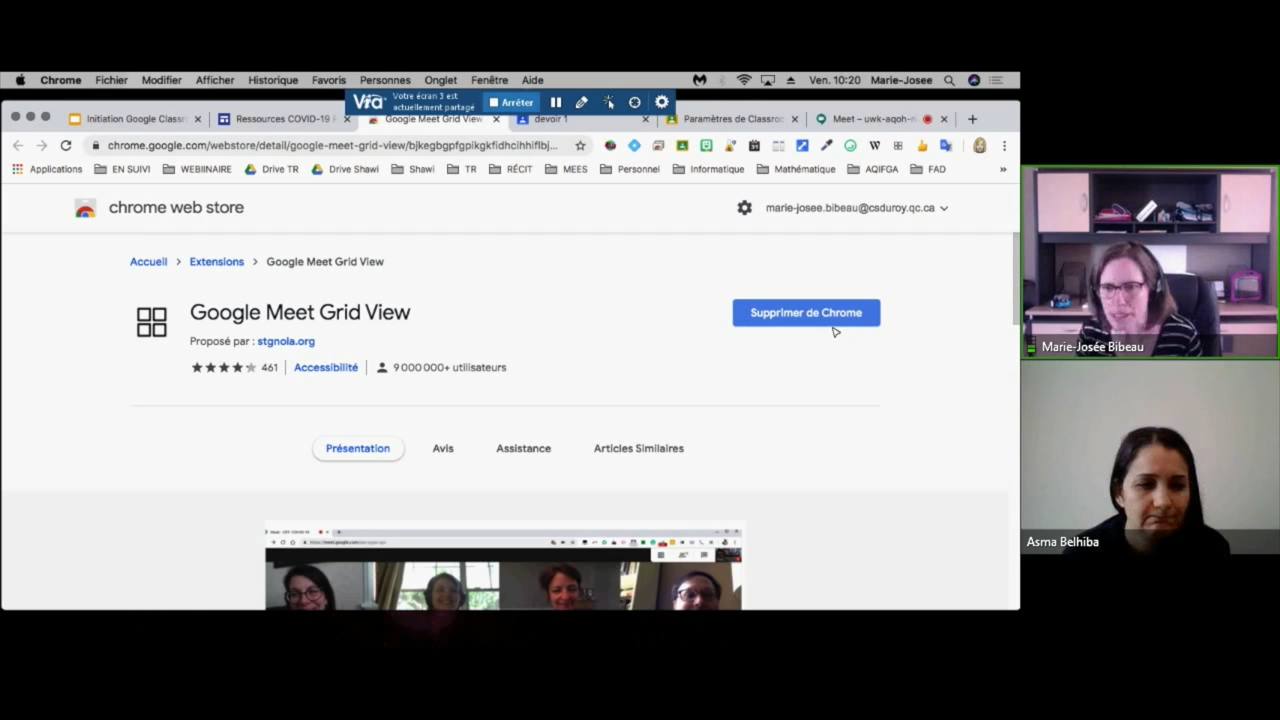 Chrome Fichier Modifier Afficher Historique Favoris Personnes Onglet Fenêtre Aide Ven. 10:20 Marie-Josee
Via Votre écran 3 est actuellement partagé Arrêter
Initiation Google Classr Ressources COVID-19 F Google Meet Grid View devoir 1 Paramètres de Classroo Meet – uwk-aqoh-n
chrome.google.com/webstore/detail/google-meet-grid-view/bjkegbgpfgpikgkfidhcihhiflbj...
Applications EN SUIVI WEBIINAIRE Drive TR Drive Shawi Shawi TR RÉCIT MEES Personnel Informatique Mathématique AQIFGA FAD »
chrome web store marie-josee.bibeau@csduroy.qc.ca
Accueil > Extensions > Google Meet Grid View
Google Meet Grid View
Supprimer de Chrome
Proposé par : stgnola.org
461 Accessibilité 9 000 000+ utilisateurs
Présentation Avis Assistance Articles Similaires
Marie-Josée Bibeau
Asma Belhiba